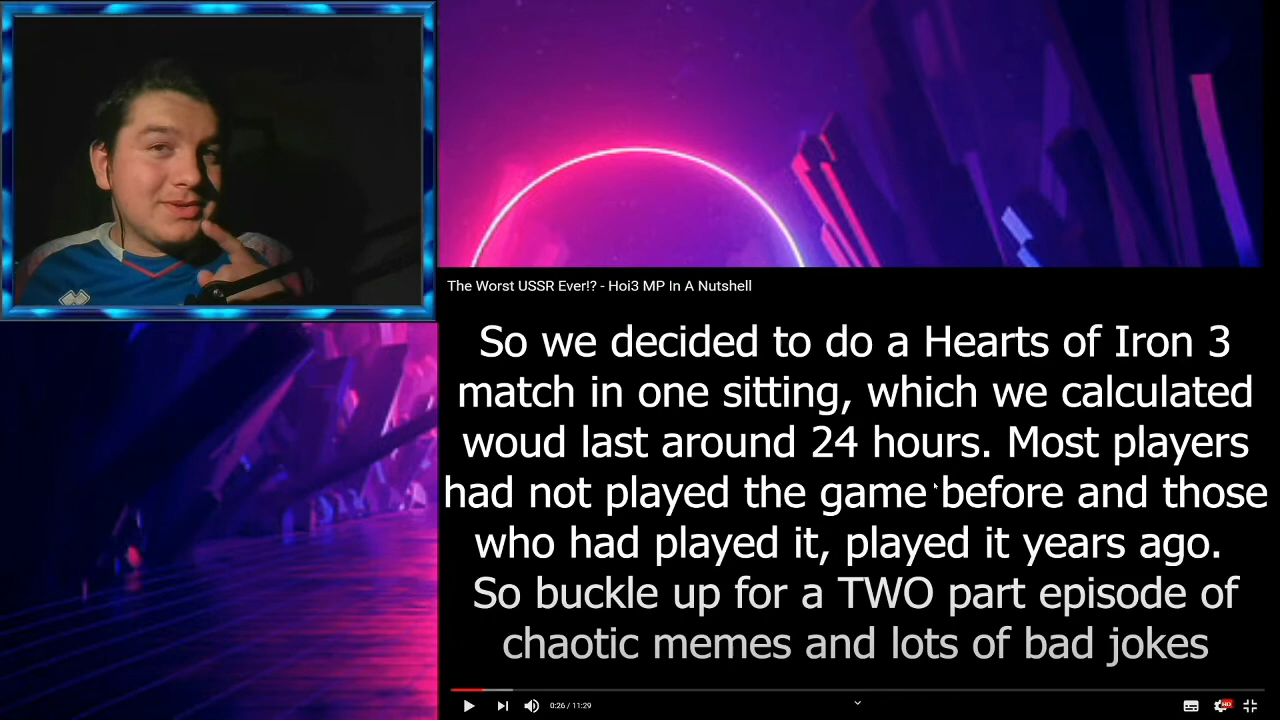 The Worst USSR Ever!? - Hoi3 MP In A Nutshell
So we decided to do a Hearts of Iron 3
match in one sitting, which we calculated
woud last around 24 hours. Most players
had not played the game before and those
who had played it, played it years ago.
So buckle up for a TWO part episode of
chaotic memes and lots of bad jokes
0:26 / 11:29
HD